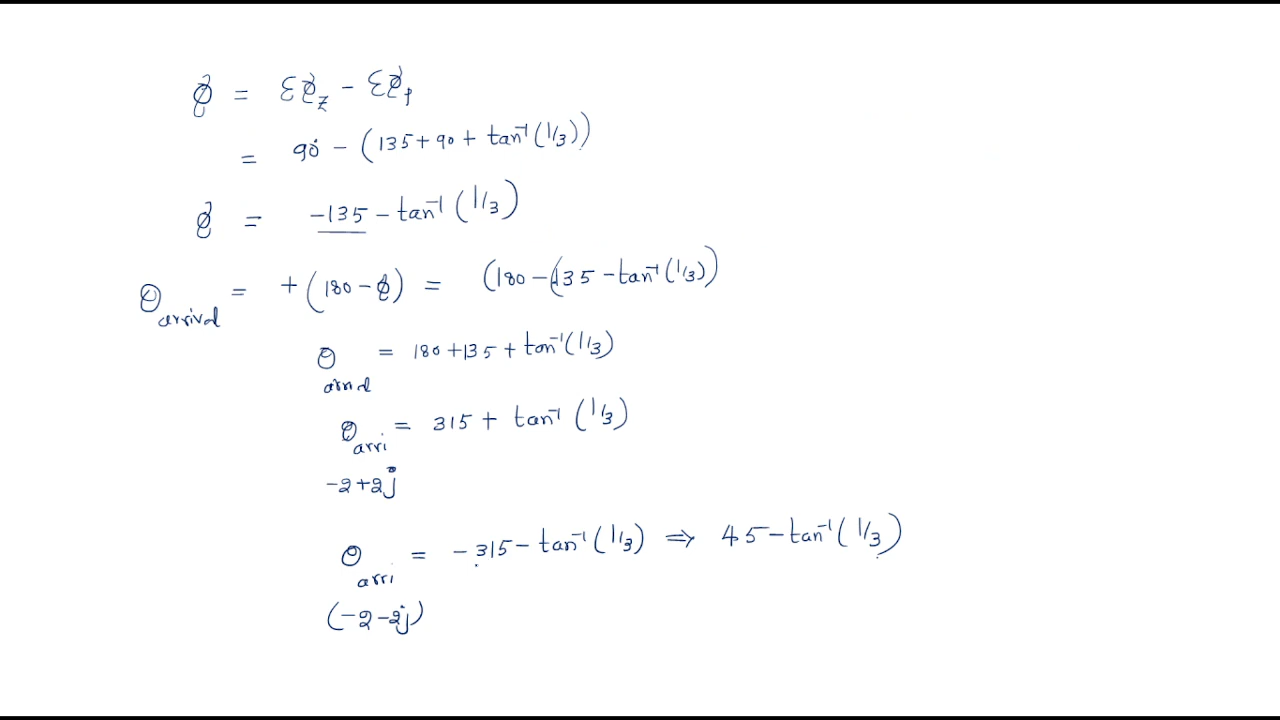 ϕ = Σϕz - Σϕp
= 90° - (135 + 90 + tan⁻¹(1/3))
ϕ = -135 - tan⁻¹(1/3)
θarrival = +(180 - ϕ) = (180 - (135 - tan⁻¹(1/3))
θarrival = 180 + 135 + tan⁻¹(1/3)
θarri = 315 + tan⁻¹(1/3)
-2+2j
θarri = -315 - tan⁻¹(1/3) ⇒ 45 - tan⁻¹(1/3)
(-2-2j)